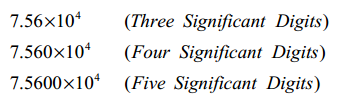 7.56×10⁴ (Three Significant Digits)
7.560×10⁴ (Four Significant Digits)
7.5600×10⁴ (Five Significant Digits)